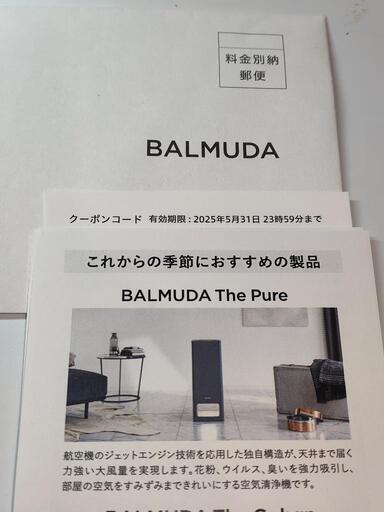 料金別納
郵便
BALMUDA
クーポンコード 有効期限：2025年5月31日 23時59分まで
これからの季節におすすめの製品
BALMUDA The Pure
航空機のジェットエンジン技術を応用した独自構造が、天井まで届く
力強い大風量を実現します。花粉、ウイルス、臭いを強力吸引し、
部屋の空気をすみずみまできれいにする空気清浄機です。
BALMUDA The